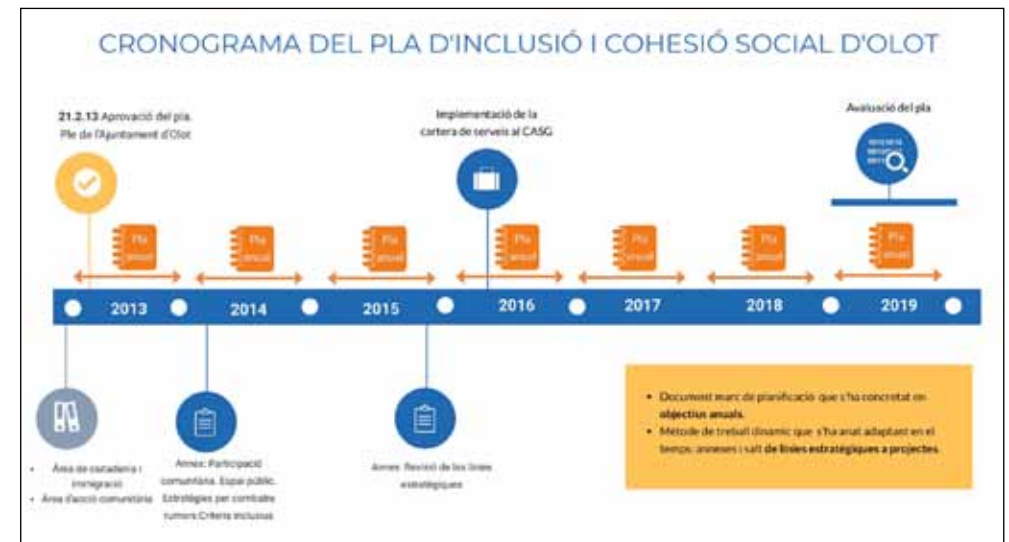 CRONOGRAMA DEL PLA D'INCLUSIÓ I COHESIÓ SOCIAL D'OLOT
21.2.13 Aprovació del pla.
Ple de l'Ajuntament d'Olot
Implementació de la
cartera de serveis al CASG
Avaluació del pla
Pla
anual
Pla
anual
Pla
anual
Pla
anual
Pla
anual
Pla
anual
Pla
anual
2013
2014
2015
2016
2017
2018
2019
• Àrea de ciutadania i
immigració
• Àrea d'acció comunitària
Annex: Participació
comunitària. Espai públic.
Estratègies per combatre
rumors Criteris inclusius
Annex: Revisió de les línies
estratègiques
• Document marc de planificació que s'ha concretat en
objectius anuals.
• Mètode de treball dinàmic que s'ha anat adaptant en el
temps: annexes i salt de línies estratègiques a projectes.